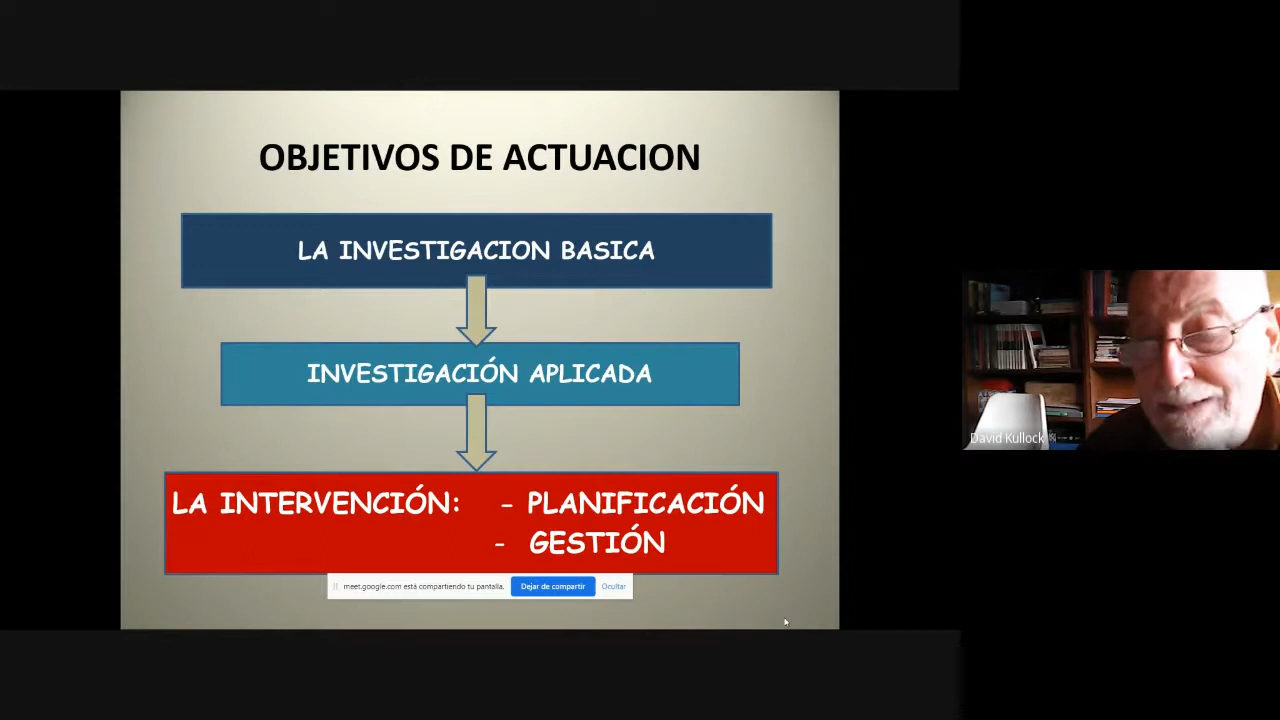 OBJETIVOS DE ACTUACION
LA INVESTIGACION BASICA
INVESTIGACIÓN APLICADA
LA INTERVENCIÓN: - PLANIFICACIÓN
- GESTIÓN
meet.google.com está compartiendo tu pantalla. Dejar de compartir Ocultar
David Kullock